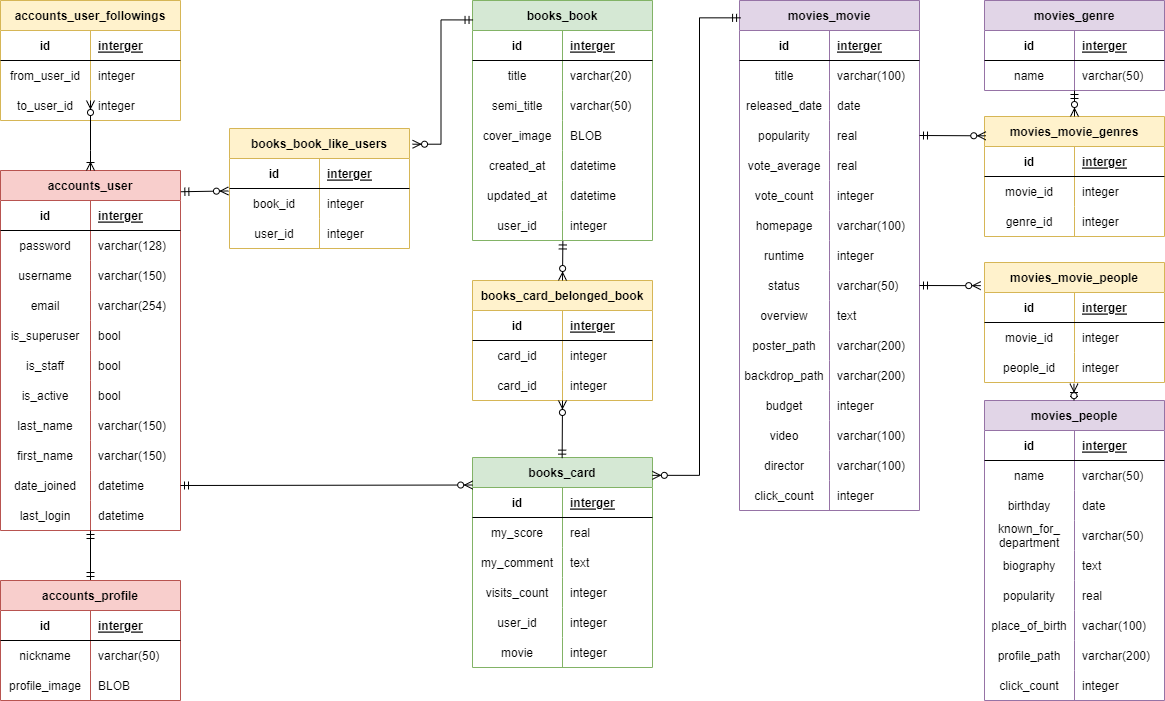 accounts_user_followings
id interger
from_user_id integer
to_user_id integer
accounts_user
id interger
password varchar(128)
username varchar(150)
email varchar(254)
is_superuser bool
is_staff bool
is_active bool
last_name varchar(150)
first_name varchar(150)
date_joined datetime
last_login datetime
accounts_profile
id interger
nickname varchar(50)
profile_image BLOB
books_book_like_users
id interger
book_id integer
user_id integer
books_book
id interger
title varchar(20)
semi_title varchar(50)
cover_image BLOB
created_at datetime
updated_at datetime
user_id integer
books_card_belonged_book
id interger
card_id integer
card_id integer
books_card
id interger
my_score real
my_comment text
visits_count integer
user_id integer
movie integer
movies_movie
id interger
title varchar(100)
released_date date
popularity real
vote_average real
vote_count integer
homepage varchar(100)
runtime integer
status varchar(50)
overview text
poster_path varchar(200)
backdrop_path varchar(200)
budget integer
video varchar(100)
director varchar(100)
click_count integer
movies_genre
id interger
name varchar(50)
movies_movie_genres
id interger
movie_id integer
genre_id integer
movies_movie_people
id interger
movie_id integer
people_id integer
movies_people
id interger
name varchar(50)
birthday date
known_for_
department varchar(50)
biography text
popularity real
place_of_birth vachar(100)
profile_path varchar(200)
click_count integer